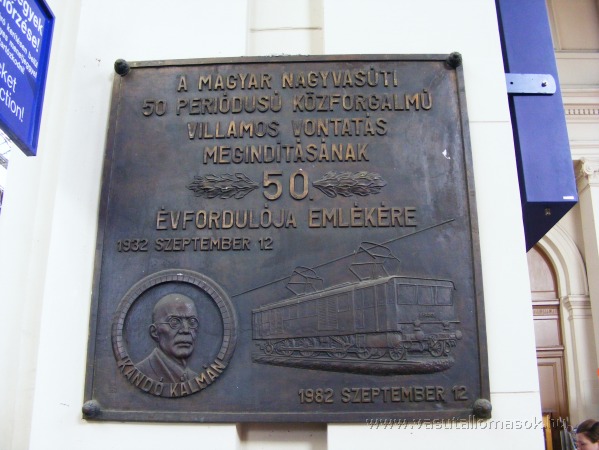 A MAGYAR NAGYVASÚTI
50 PERIÓDUSÚ KÖZFORGALMÚ
VILLAMOS VONTATÁS
MEGINDÍTÁSÁNAK
50.
ÉVFORDULÓJA EMLÉKÉRE
1932 SZEPTEMBER 12
KANDÓ KÁLMÁN
1982 SZEPTEMBER 12
www.vasutallomasok.hu